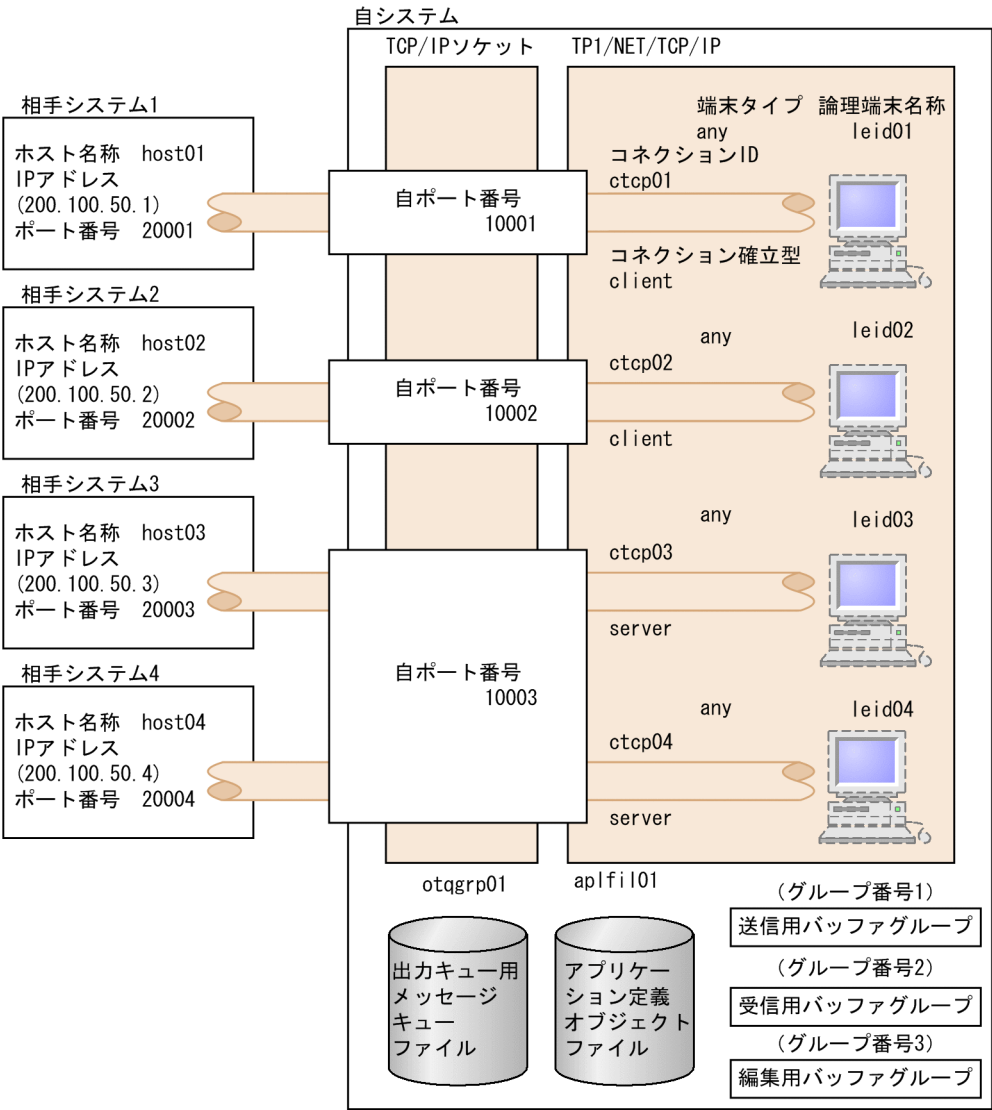 自システム
TCP/IPソケット
TP1/NET/TCP/IP
端末タイプ
論理端末名称
相手システム1
ホスト名称 host01
IPアドレス
(200.100.50.1)
ポート番号 20001
自ポート番号
10001
any
leid01
コネクションID
ctcp01
コネクション確立型
client
相手システム2
ホスト名称 host02
IPアドレス
(200.100.50.2)
ポート番号 20002
自ポート番号
10002
any
leid02
ctcp02
client
相手システム3
ホスト名称 host03
IPアドレス
(200.100.50.3)
ポート番号 20003
any
leid03
ctcp03
server
自ポート番号
10003
相手システム4
ホスト名称 host04
IPアドレス
(200.100.50.4)
ポート番号 20004
any
leid04
ctcp04
server
otqgrp01
出力キュー用
メッセージ
キュー
ファイル
aplfil01
アプリケー
ション定義
オブジェクト
ファイル
(グループ番号1)
送信用バッファグループ
(グループ番号2)
受信用バッファグループ
(グループ番号3)
編集用バッファグループ